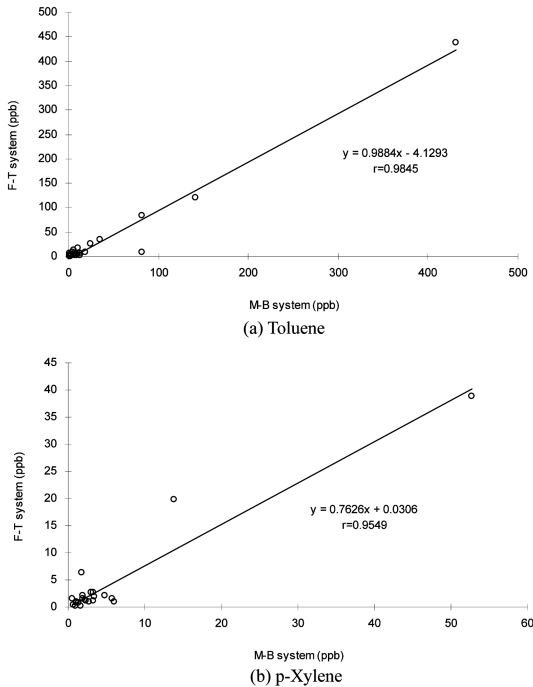 500
450
400
350
300
250
200
150
100
50
0
F-T system (ppb)
y = 0.9884x - 4.1293
r=0.9845
0 100 200 300 400 500
M-B system (ppb)
(a) Toluene
45
40
35
30
25
20
15
10
5
0
F-T system (ppb)
y = 0.7626x + 0.0306
r=0.9549
0 10 20 30 40 50 60
M-B system (ppb)
(b) p-Xylene